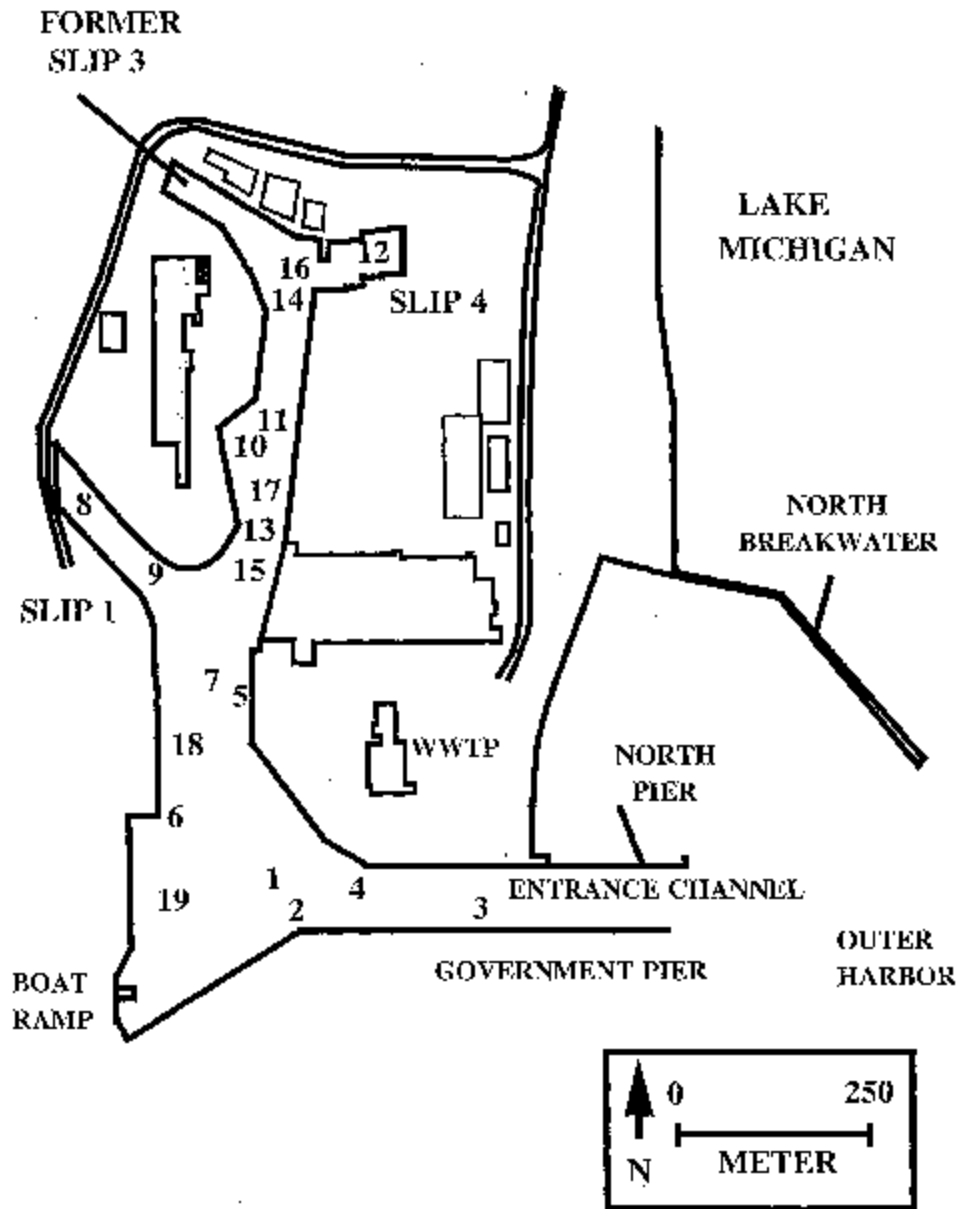 FORMER
SLIP 3
LAKE
MICHIGAN
12
16
14
SLIP 4
11
10
17
8
13
NORTH
BREAKWATER
9
15
SLIP 1
7
5
18
WWTP
NORTH
PIER
6
1
4
19
2
3
ENTRANCE CHANNEL
OUTER
HARBOR
GOVERNMENT PIER
BOAT
RAMP
0 250
METER
N